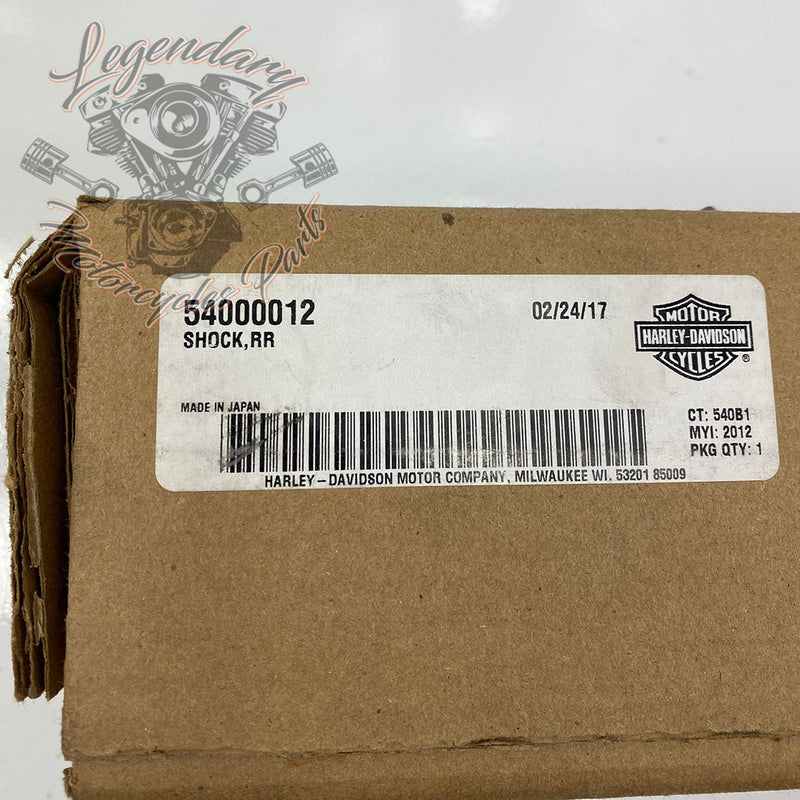 Legendary
Motorcycles Parts
54000012
02/24/17
SHOCK,RR
MOTOR
HARLEY-DAVIDSON
CYCLES
®
MADE IN JAPAN
CT: 540B1
MYI: 2012
PKG QTY: 1
HARLEY-DAVIDSON MOTOR COMPANY, MILWAUKEE WI. 53201 85009